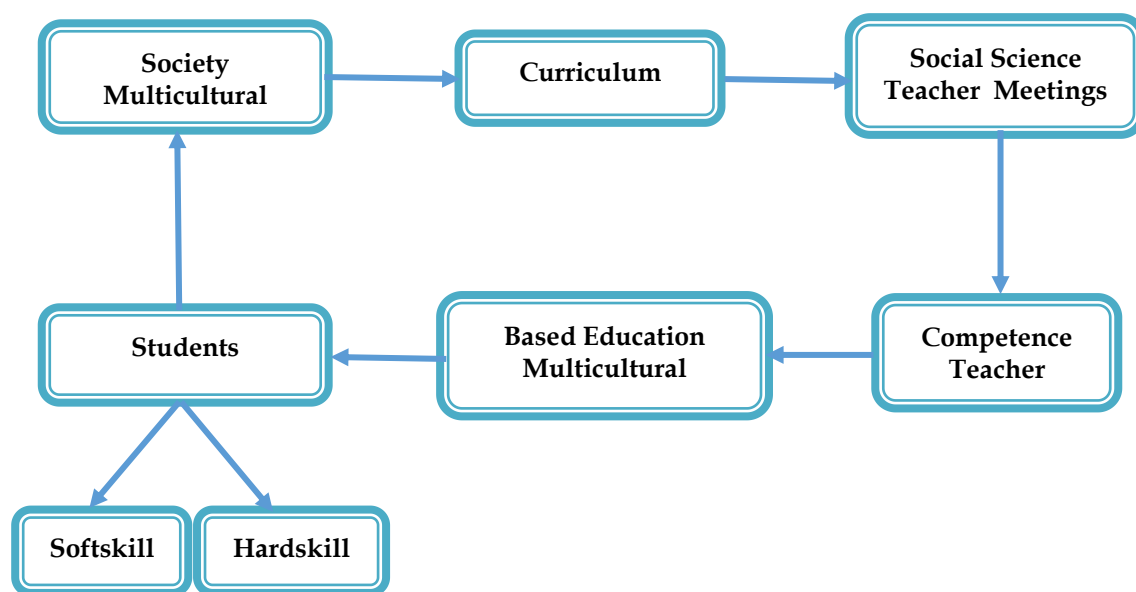 Society
Multicultural
Curriculum
Social Science
Teacher Meetings
Students
Based Education
Multicultural
Competence
Teacher
Softskill
Hardskill